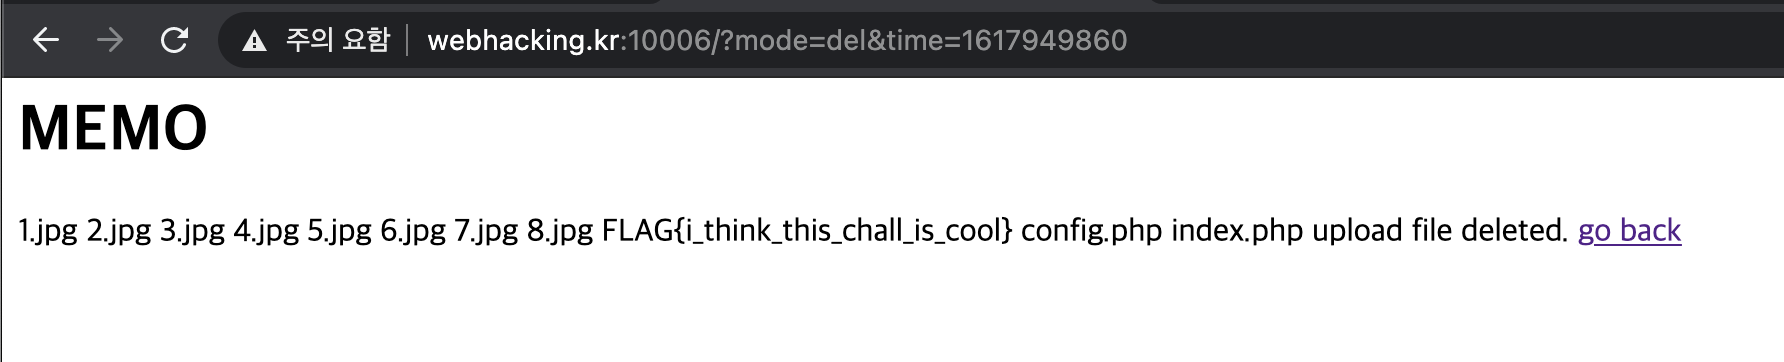 주의 요함 webhacking.kr:10006/?mode=del&time=1617949860
MEMO
1.jpg 2.jpg 3.jpg 4.jpg 5.jpg 6.jpg 7.jpg 8.jpg FLAG{i_think_this_chall_is_cool} config.php index.php upload file deleted. go back